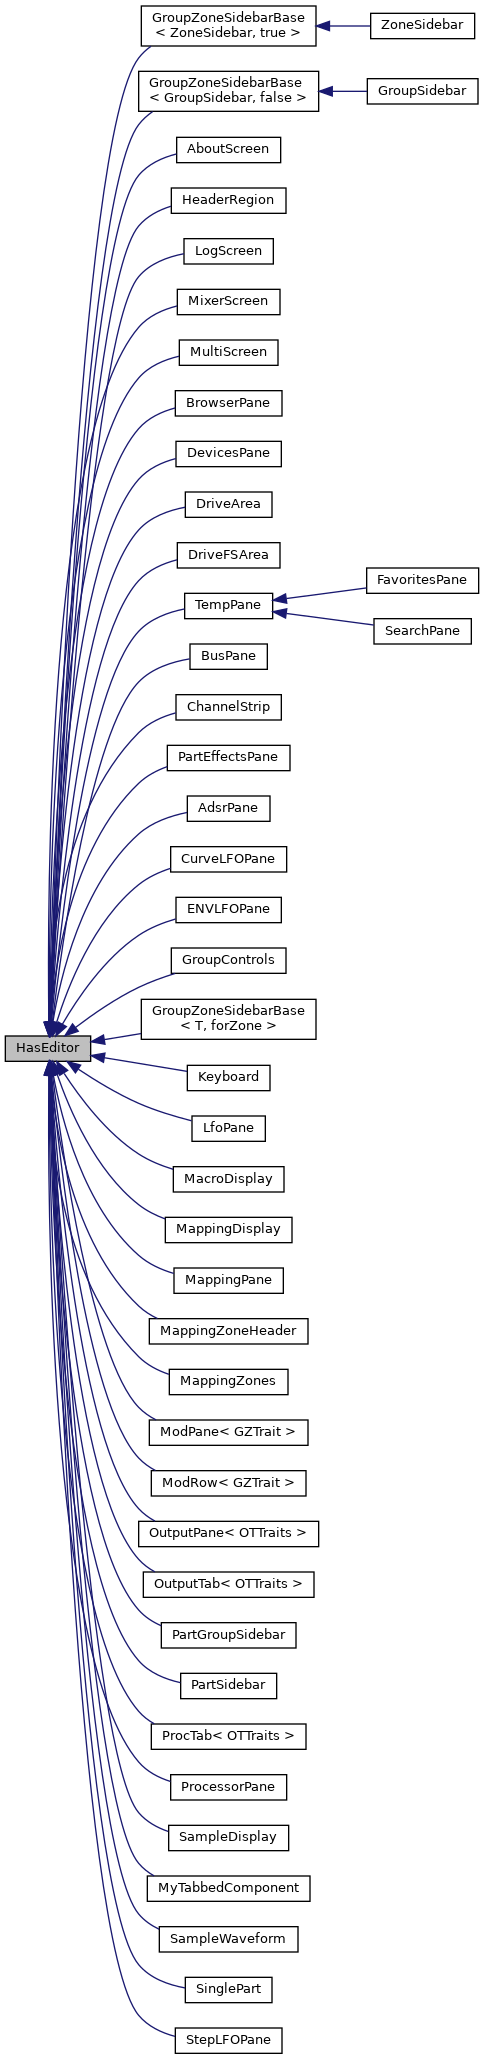 GroupZoneSidebarBase
< ZoneSidebar, true >
ZoneSidebar
GroupZoneSidebarBase
< GroupSidebar, false >
GroupSidebar
AboutScreen
HeaderRegion
LogScreen
MixerScreen
MultiScreen
BrowserPane
DevicesPane
DriveArea
DriveFSArea
FavoritesPane
TempPane
SearchPane
BusPane
ChannelStrip
PartEffectsPane
AdsrPane
CurveLFOPane
ENVLFOPane
GroupControls
GroupZoneSidebarBase
< T, forZone >
HasEditor
Keyboard
LfoPane
MacroDisplay
MappingDisplay
MappingPane
MappingZoneHeader
MappingZones
ModPane< GZTrait >
ModRow< GZTrait >
OutputPane< OTTraits >
OutputTab< OTTraits >
PartGroupSidebar
PartSidebar
ProcTab< OTTraits >
ProcessorPane
SampleDisplay
MyTabbedComponent
SampleWaveform
SinglePart
StepLFOPane